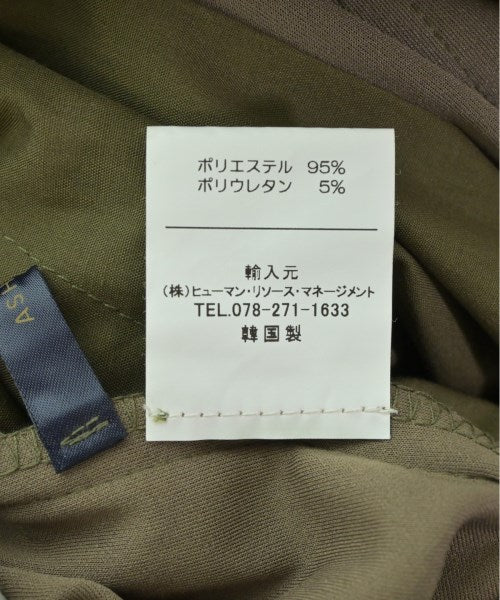 ポリエステル 95%
ポリウレタン 5%
輸入元
(株)ヒューマン・リソース・マネージメント
TEL.078-271-1633
韓国製
ASH